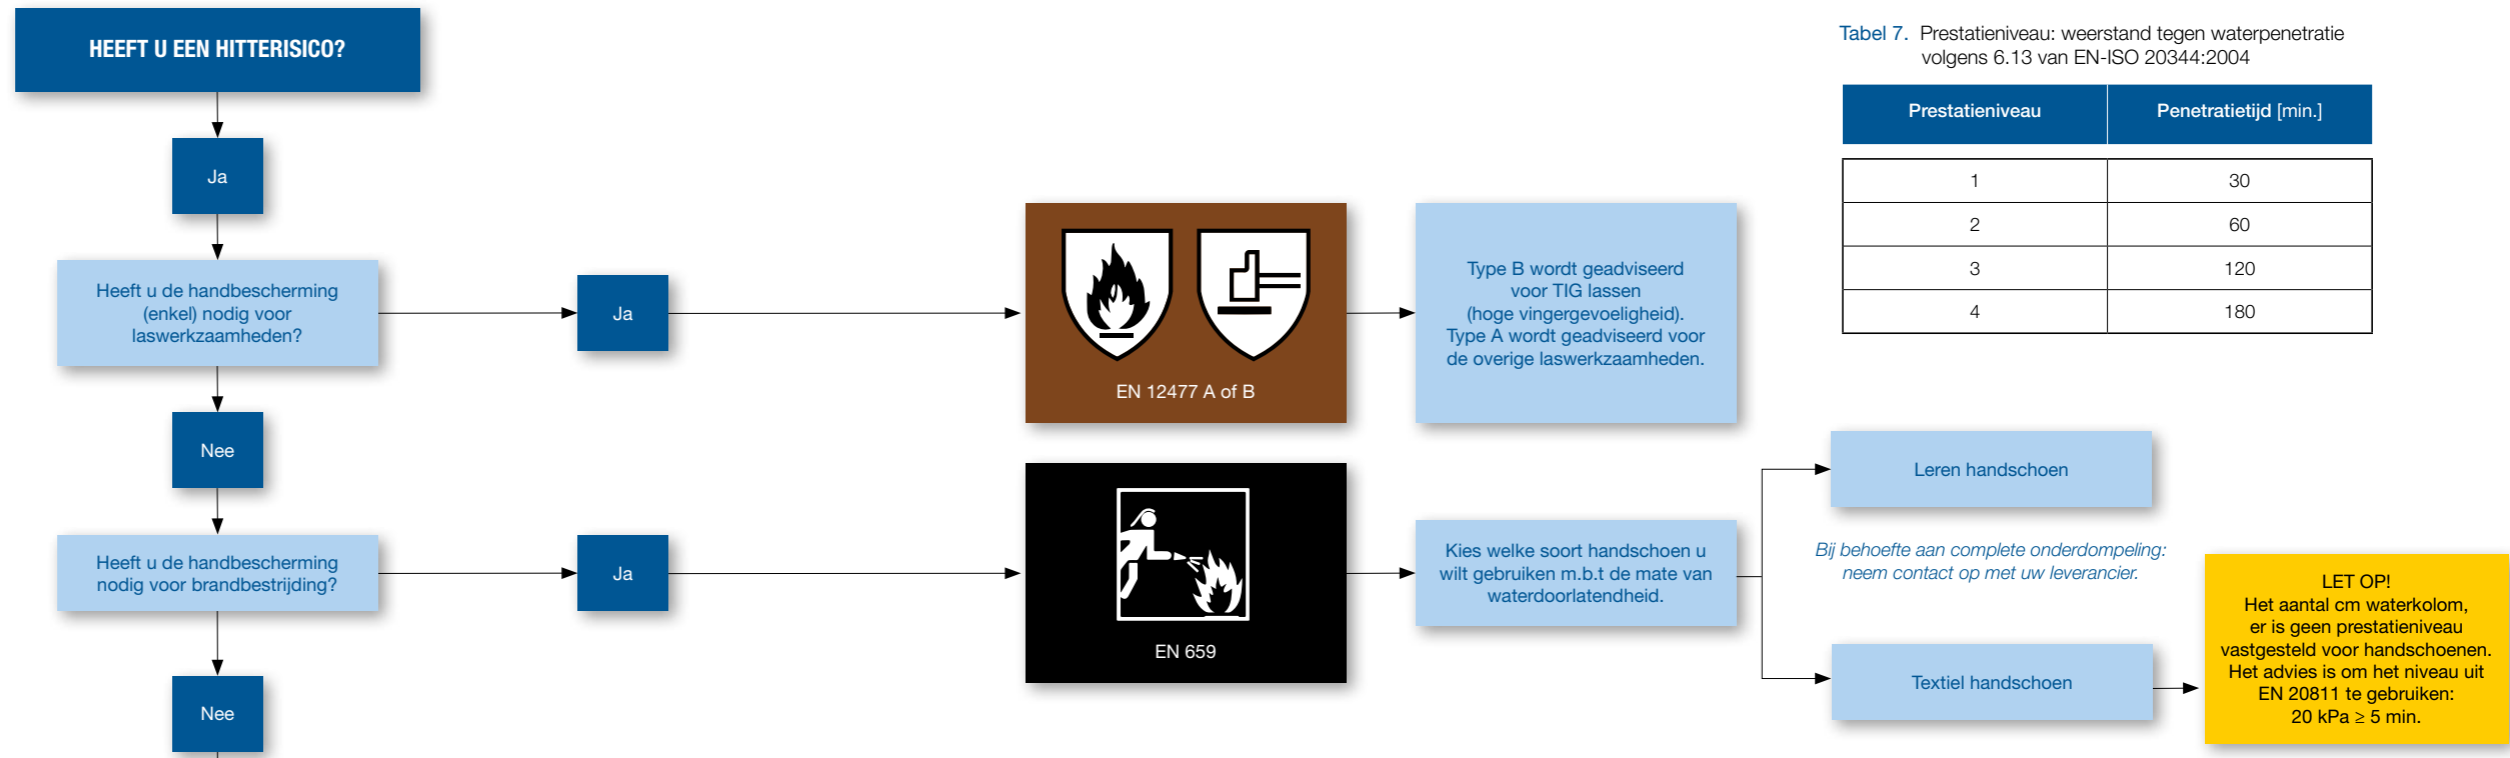 HEEFT U EEN HITTERISICO?
Ja
Heeft u de handbescherming
(enkel) nodig voor
laswerkzaamheden?
Ja
EN 12477 A of B
Type B wordt geadviseerd
voor TIG lassen
(hoge vingergevoeligheid).
Type A wordt geadviseerd voor
de overige laswerkzaamheden.
Tabel 7. Prestatieniveau: weerstand tegen waterpenetratie
volgens 6.13 van EN-ISO 20344:2004
Prestatieniveau Penetratietijd [min.]
1 30
2 60
3 120
4 180
Nee
Heeft u de handbescherming
nodig voor brandbestrijding?
Ja
EN 659
Kies welke soort handschoen u
wilt gebruiken m.b.t de mate van
waterdoorlatendheid.
Leren handschoen
Bij behoefte aan complete onderdompeling:
neem contact op met uw leverancier.
Textiel handschoen
LET OP!
Het aantal cm waterkolom,
er is geen prestatieniveau
vastgesteld voor handschoenen.
Het advies is om het niveau uit
EN 20811 te gebruiken:
20 kPa ≥ 5 min.
Nee